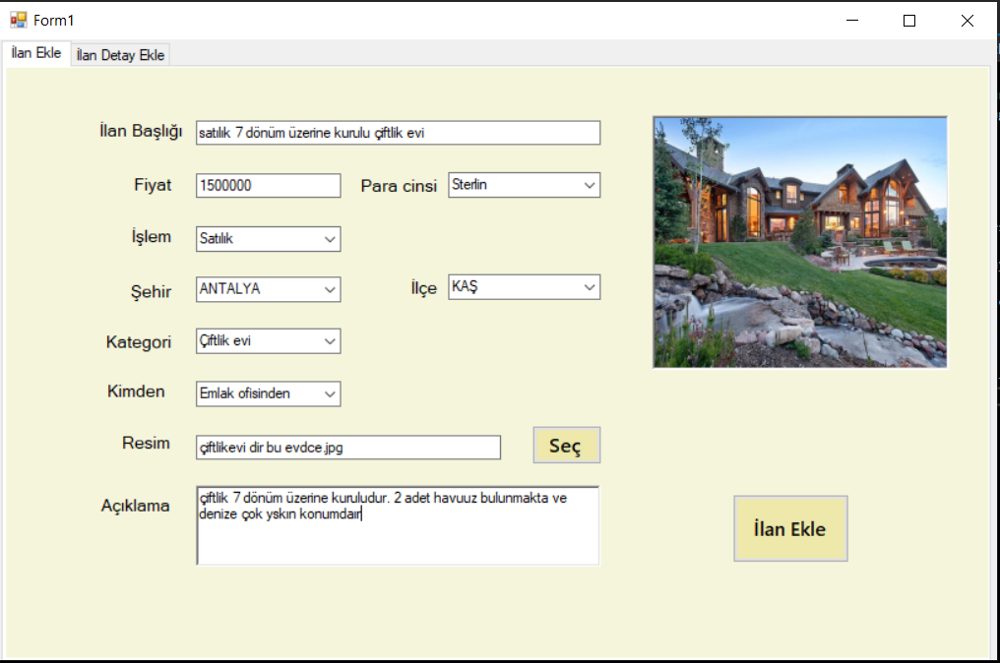 Form1
İlan Ekle İlan Detay Ekle
İlan Başlığı satılık 7 dönüm üzerine kurulu çiftlik evi
Fiyat 1500000 Para cinsi Sterlin
İşlem Satılık
Şehir ANTALYA İlçe KAŞ
Kategori Çiftlik evi
Kimden Emlak ofisinden
Resim çiftlikevi dir bu evdce.jpg Seç
Açıklama çiftlik 7 dönüm üzerine kuruludur. 2 adet havuuz bulunmakta ve
denize çok yskın konumdaır
İlan Ekle